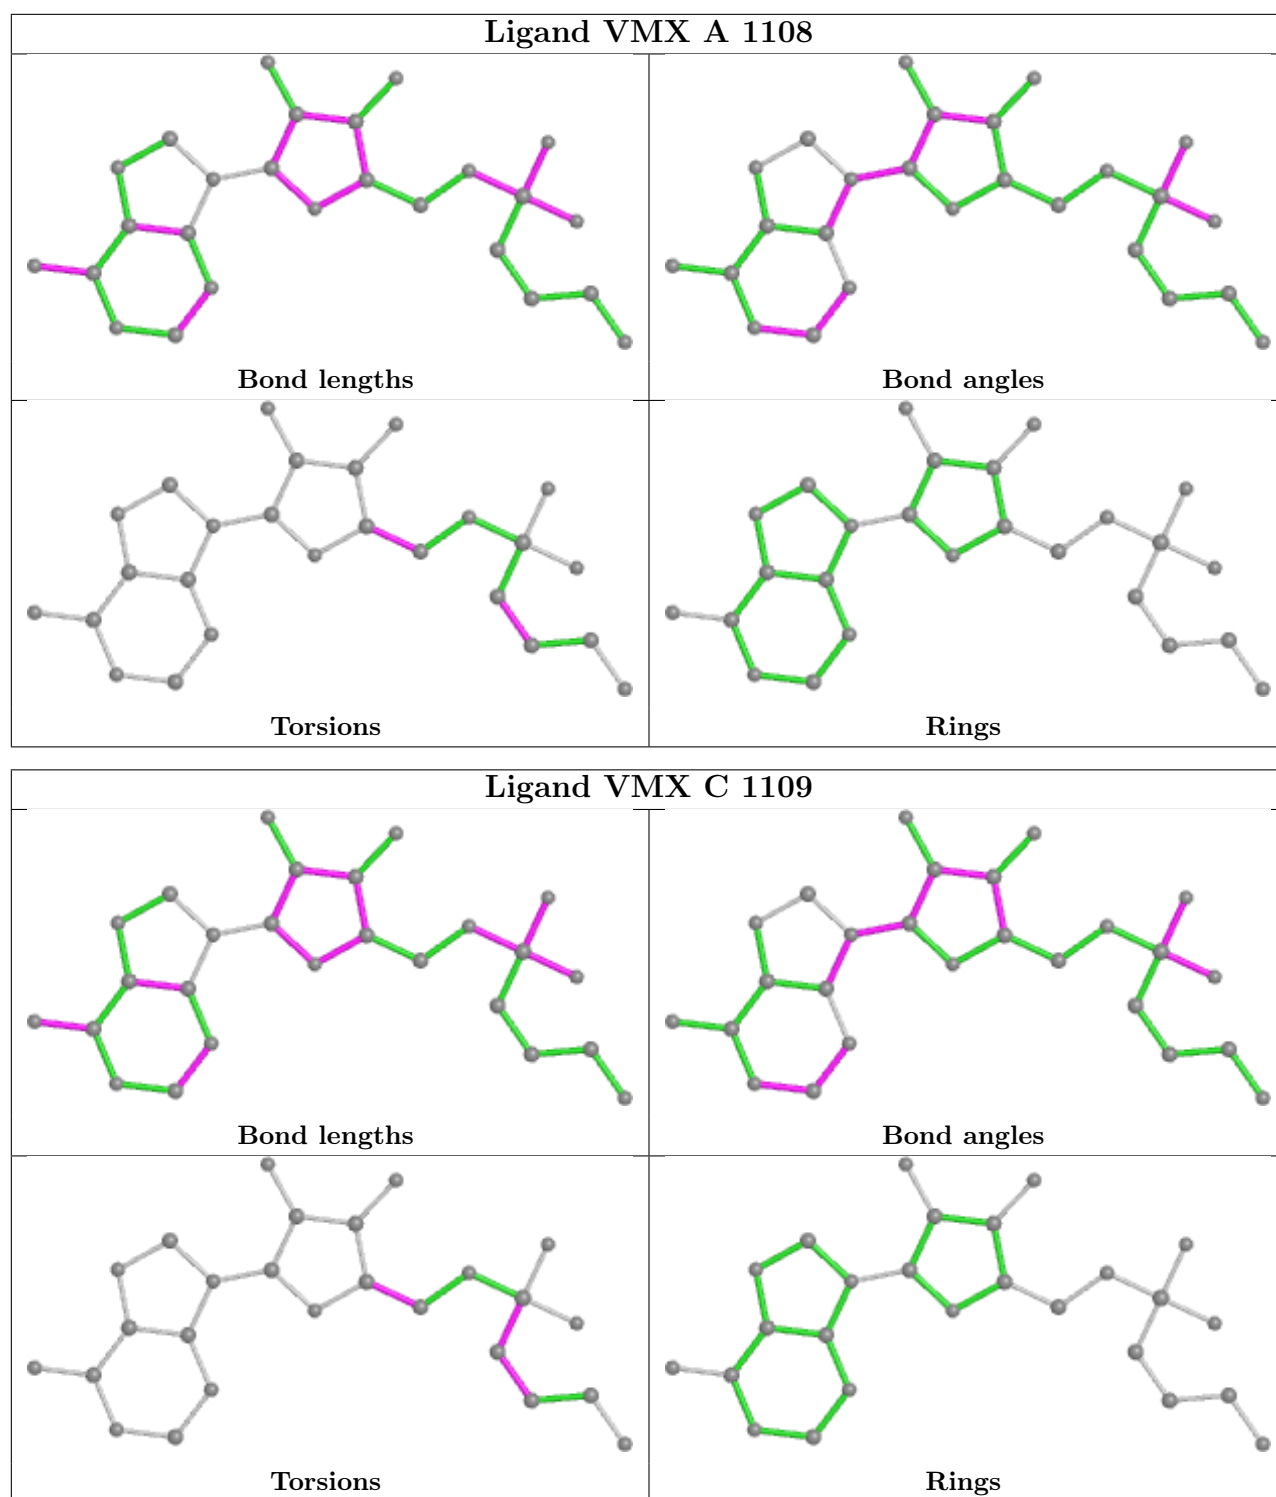 Ligand VMX A 1108
Bond lengths
Bond angles
Torsions
Rings
Ligand VMX C 1109
Bond lengths
Bond angles
Torsions
Rings